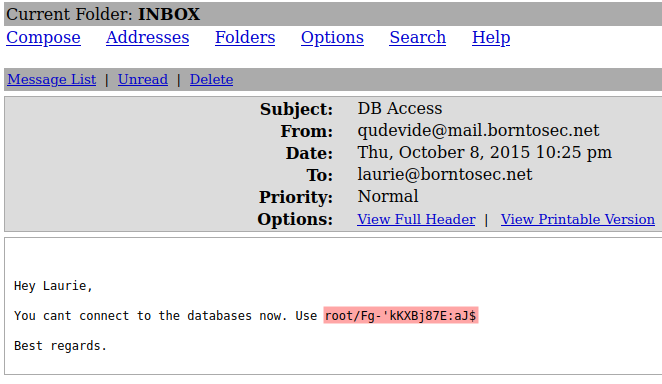 Current Folder: INBOX
Compose Addresses Folders Options Search Help
Message List | Unread | Delete
Subject: DB Access
From: qudevide@mail.borntosec.net
Date: Thu, October 8, 2015 10:25 pm
To: laurie@borntosec.net
Priority: Normal
Options: View Full Header | View Printable Version
Hey Laurie,
You cant connect to the databases now. Use root/Fg-'kKXBj87E:aJ$
Best regards.